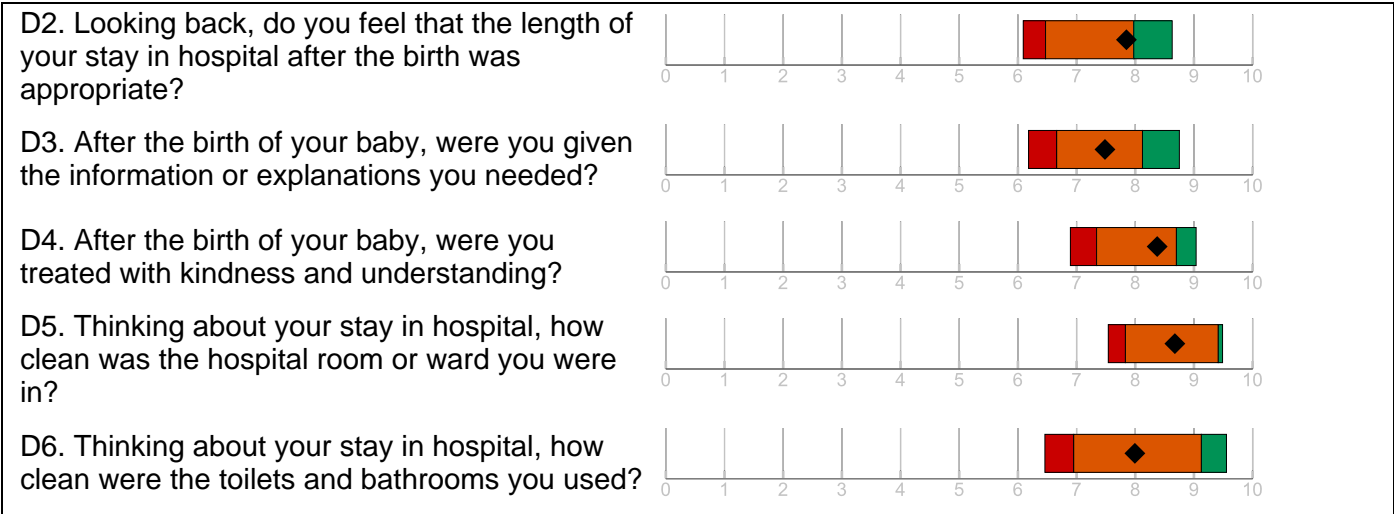 D2. Looking back, do you feel that the length of
your stay in hospital after the birth was
appropriate?
0 1 2 3 4 5 6 7 8 9 10
D3. After the birth of your baby, were you given
the information or explanations you needed?
0 1 2 3 4 5 6 7 8 9 10
D4. After the birth of your baby, were you
treated with kindness and understanding?
0 1 2 3 4 5 6 7 8 9 10
D5. Thinking about your stay in hospital, how
clean was the hospital room or ward you were
in?
0 1 2 3 4 5 6 7 8 9 10
D6. Thinking about your stay in hospital, how
clean were the toilets and bathrooms you used?
0 1 2 3 4 5 6 7 8 9 10